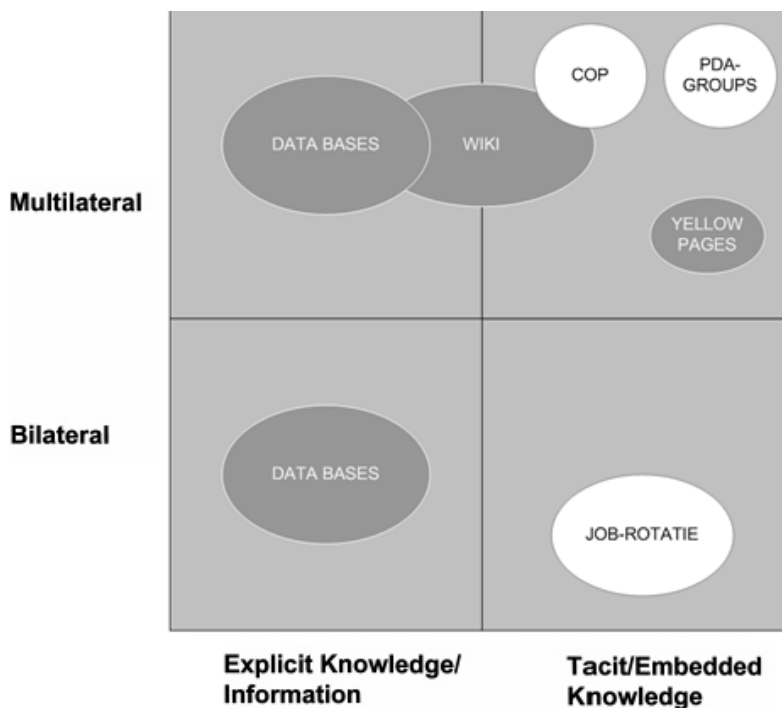 COP
PDA-
GROUPS
DATA BASES
WIKI
Multilateral
YELLOW
PAGES
Bilateral
DATA BASES
JOB-ROTATIE
Explicit Knowledge/
Information
Tacit/Embedded
Knowledge